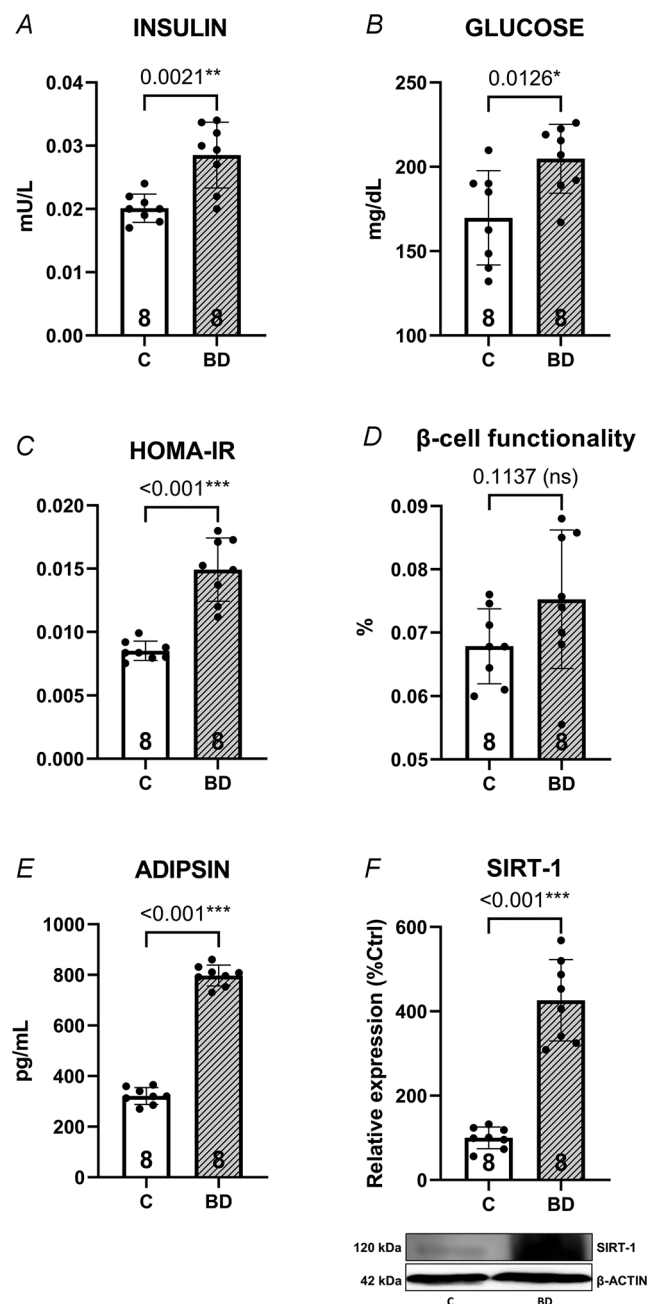 A INSULIN
0.0021**
mU/L
0.04
0.03
0.02
0.01
0.00
8 8
C BD
B GLUCOSE
0.0126*
mg/dL
250
200
150
100
8 8
C BD
C HOMA-IR
<0.001***
0.020
0.015
0.010
0.005
0.000
8 8
C BD
D β-cell functionality
0.1137 (ns)
%
0.09
0.08
0.07
0.06
0.05
8 8
C BD
E ADIPSIN
<0.001***
pg/mL
1000
800
600
400
200
0
8 8
C BD
F SIRT-1
<0.001***
Relative expression (%Ctrl)
600
400
200
0
8 8
C BD
120 kDa SIRT-1
42 kDa β-ACTIN
C BD